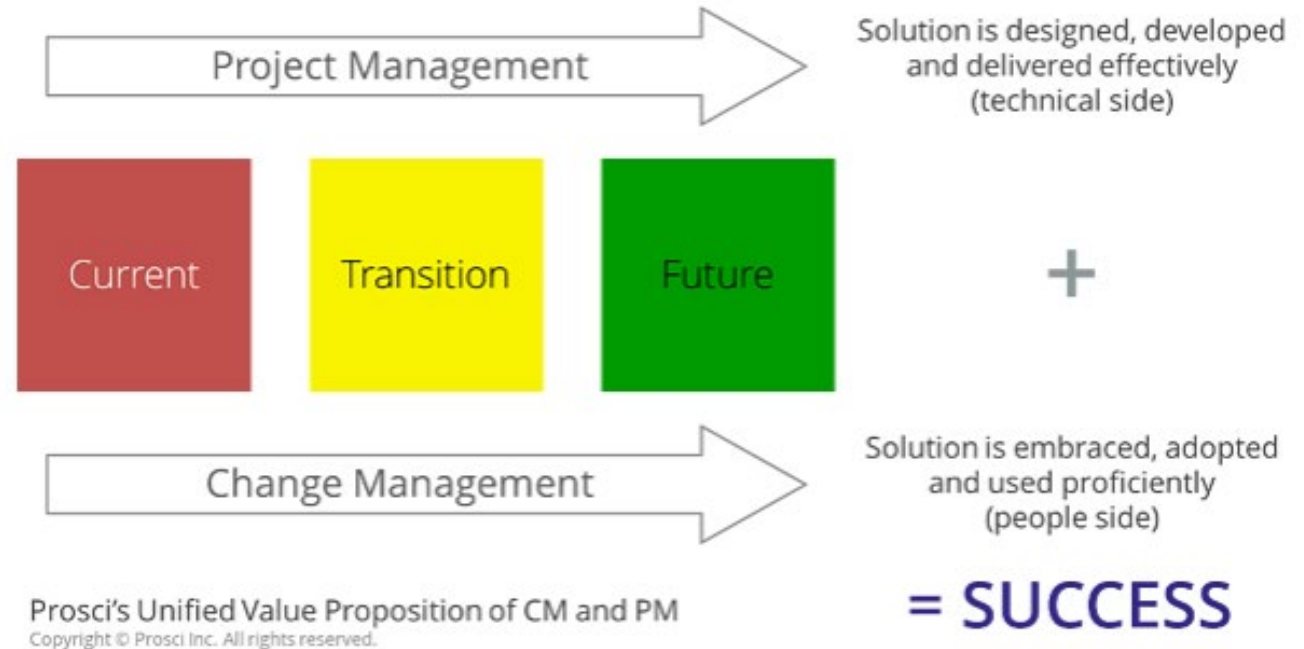 Project Management
Solution is designed, developed
and delivered effectively
(technical side)
Current
Transition
Future
+
Change Management
Solution is embraced, adopted
and used proficiently
(people side)
= SUCCESS
Prosci's Unified Value Proposition of CM and PM
Copyright © Prosci Inc. All rights reserved.